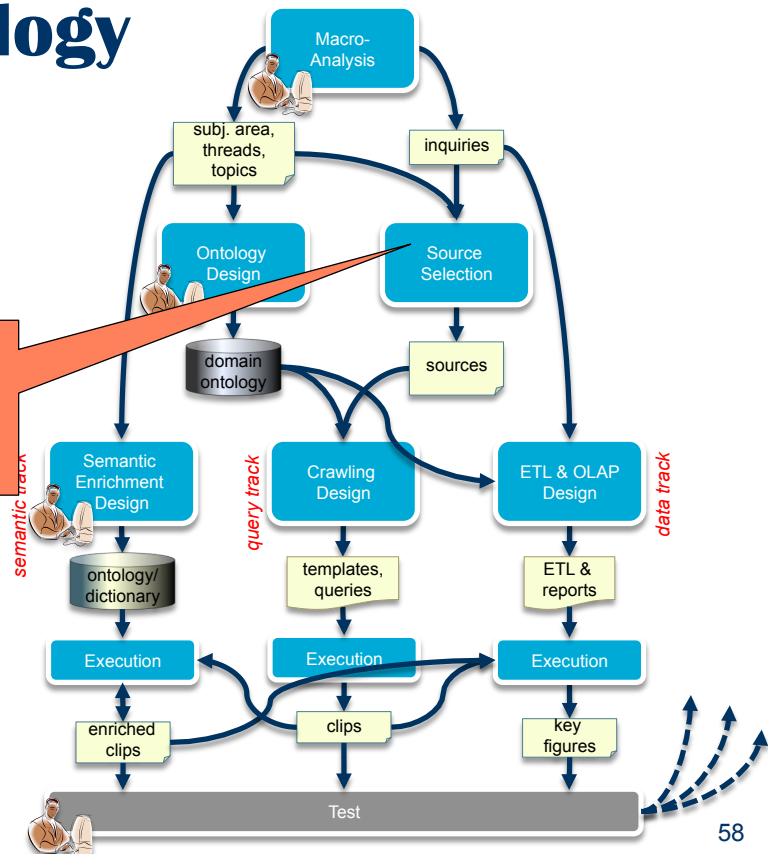 logy
Macro-
Analysis
subj. area,
threads,
topics
inquiries
Ontology
Design
Source
Selection
domain
ontology
sources
semantic track
Semantic
Enrichment
Design
query track
Crawling
Design
ETL & OLAP
Design
data track
ontology/
dictionary
templates,
queries
ETL &
reports
Execution
Execution
Execution
enriched
clips
clips
key
figures
Test
58